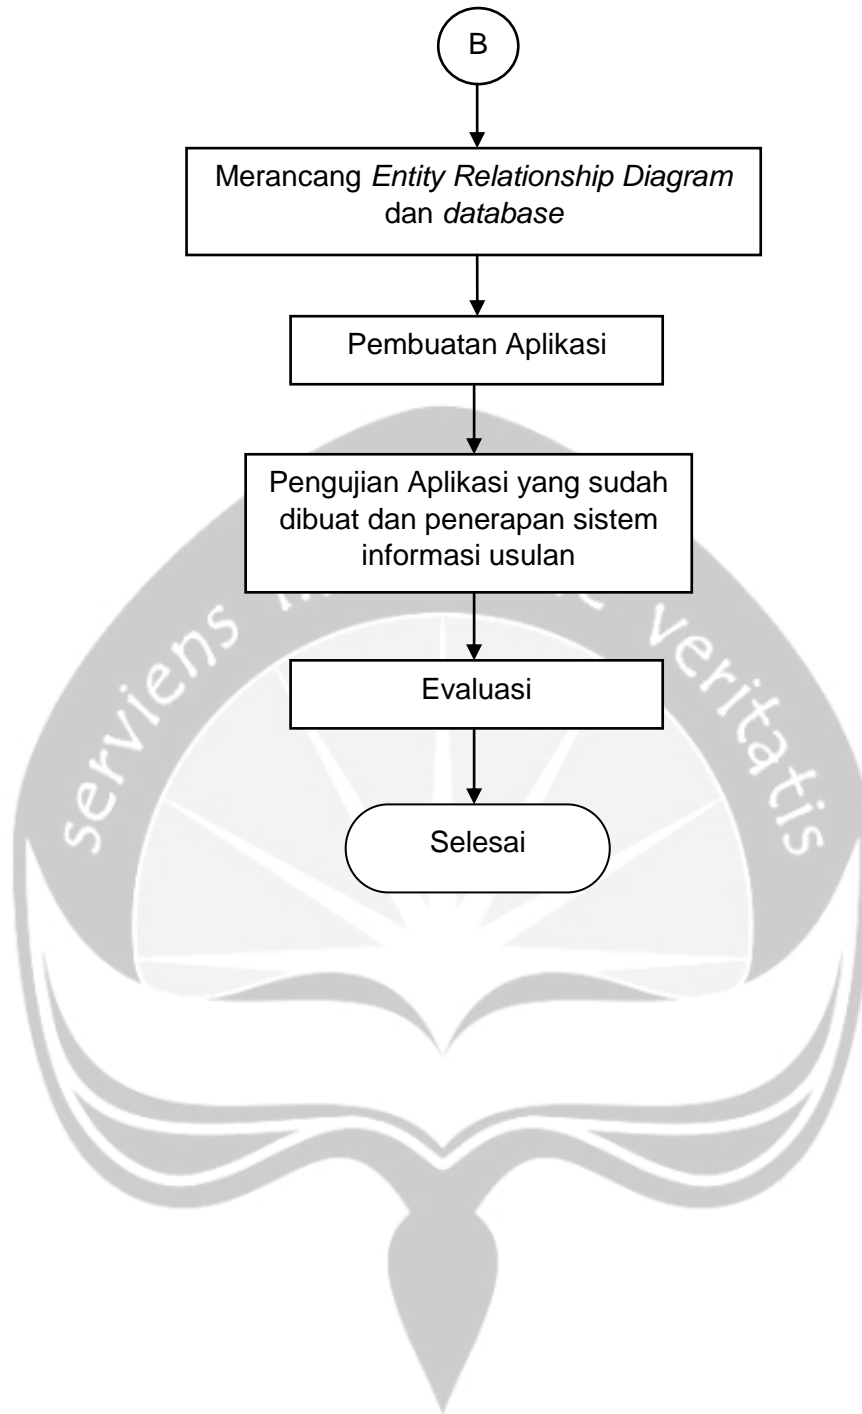 B
Merancang Entity Relationship Diagram
dan database
Pembuatan Aplikasi
Pengujian Aplikasi yang sudah
dibuat dan penerapan sistem
informasi usulan
serviens
veritatis
Evaluasi
Selesai